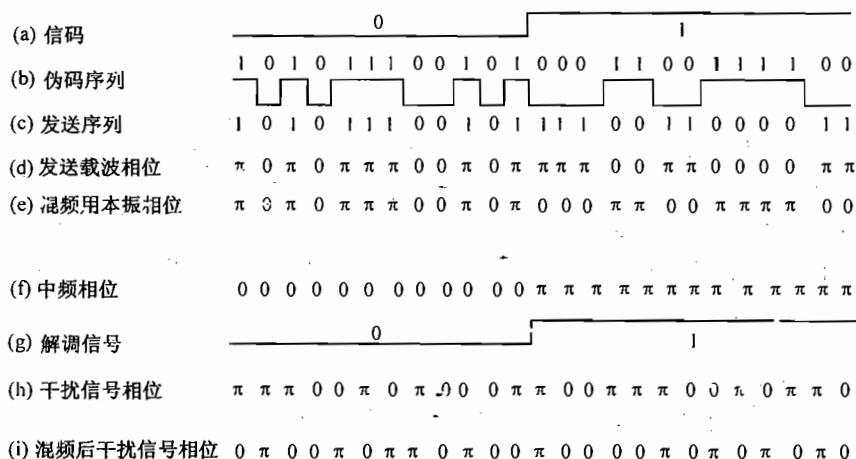 (a) 信码 0 1
1 0 1 0 1 1 1 0 0 1 0 1 0 0 0 1 1 0 0 1 1 1 1 0 0
(b) 伪码序列
(c) 发送序列 1 0 1 0 1 1 1 0 0 1 0 1 1 1 1 0 0 1 1 0 0 0 0 1 1
(d) 发送载波相位 π 0 π 0 π π π 0 0 π 0 π π π π 0 0 π π 0 0 0 0 π π
(e) 混频用本振相位 π 0 π 0 π π π 0 0 π 0 π 0 0 0 π π 0 0 π π π π 0 0
(f) 中频相位 0 0 0 0 0 0 0 0 0 0 0 0 π π π π π π π π π π π π π
(g) 解调信号 0 1
(h) 干扰信号相位 π π π 0 0 π 0 π 0 0 0 π π 0 0 π π π 0 0 π 0 π π 0
(i) 混频后干扰信号相位 0 π 0 0 π 0 π π 0 π 0 0 π 0 0 0 0 π 0 π 0 π 0 π 0